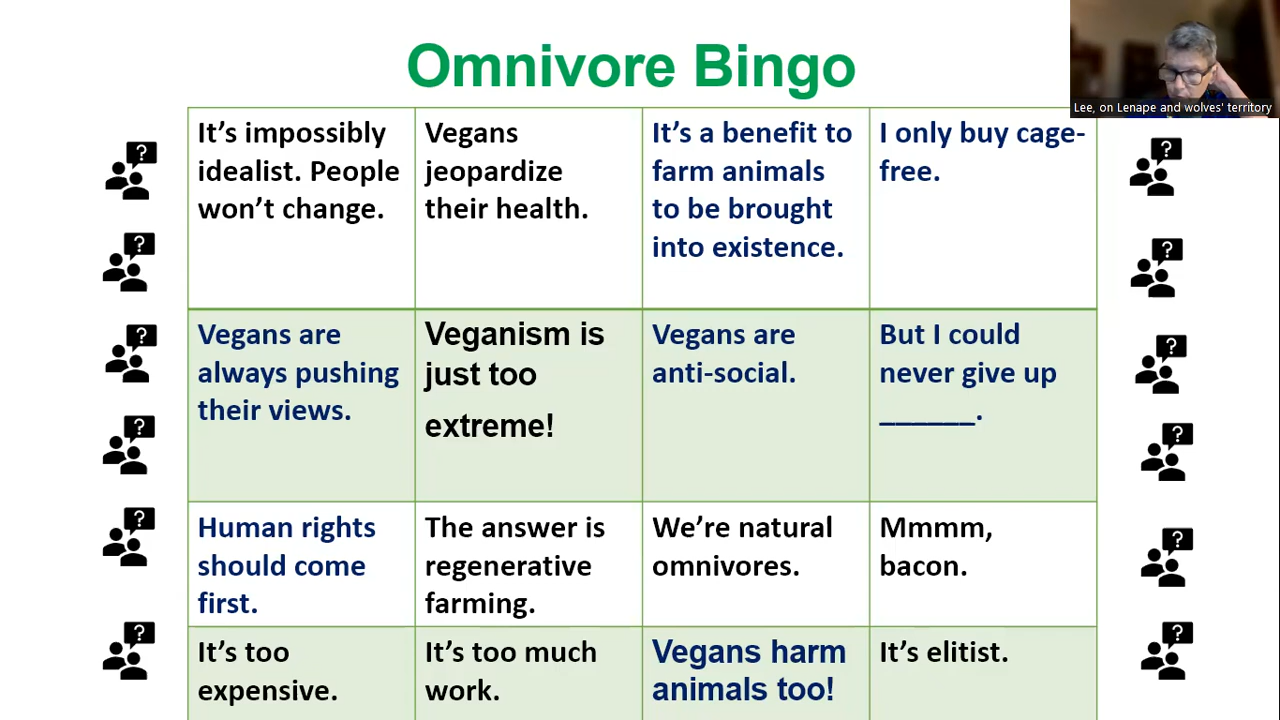 Omnivore Bingo
Lee, on Lenape and wolves' territory
It's impossibly
idealist. People
won't change.
Vegans
jeopardize
their health.
It's a benefit to
farm animals
to be brought
into existence.
I only buy cage-
free.
Vegans are
always pushing
their views.
Veganism is
just too
extreme!
Vegans are
anti-social.
But I could
never give up
______.
Human rights
should come
first.
The answer is
regenerative
farming.
We're natural
omnivores.
Mmmm,
bacon.
It's too
expensive.
It's too much
work.
Vegans harm
animals too!
It's elitist.